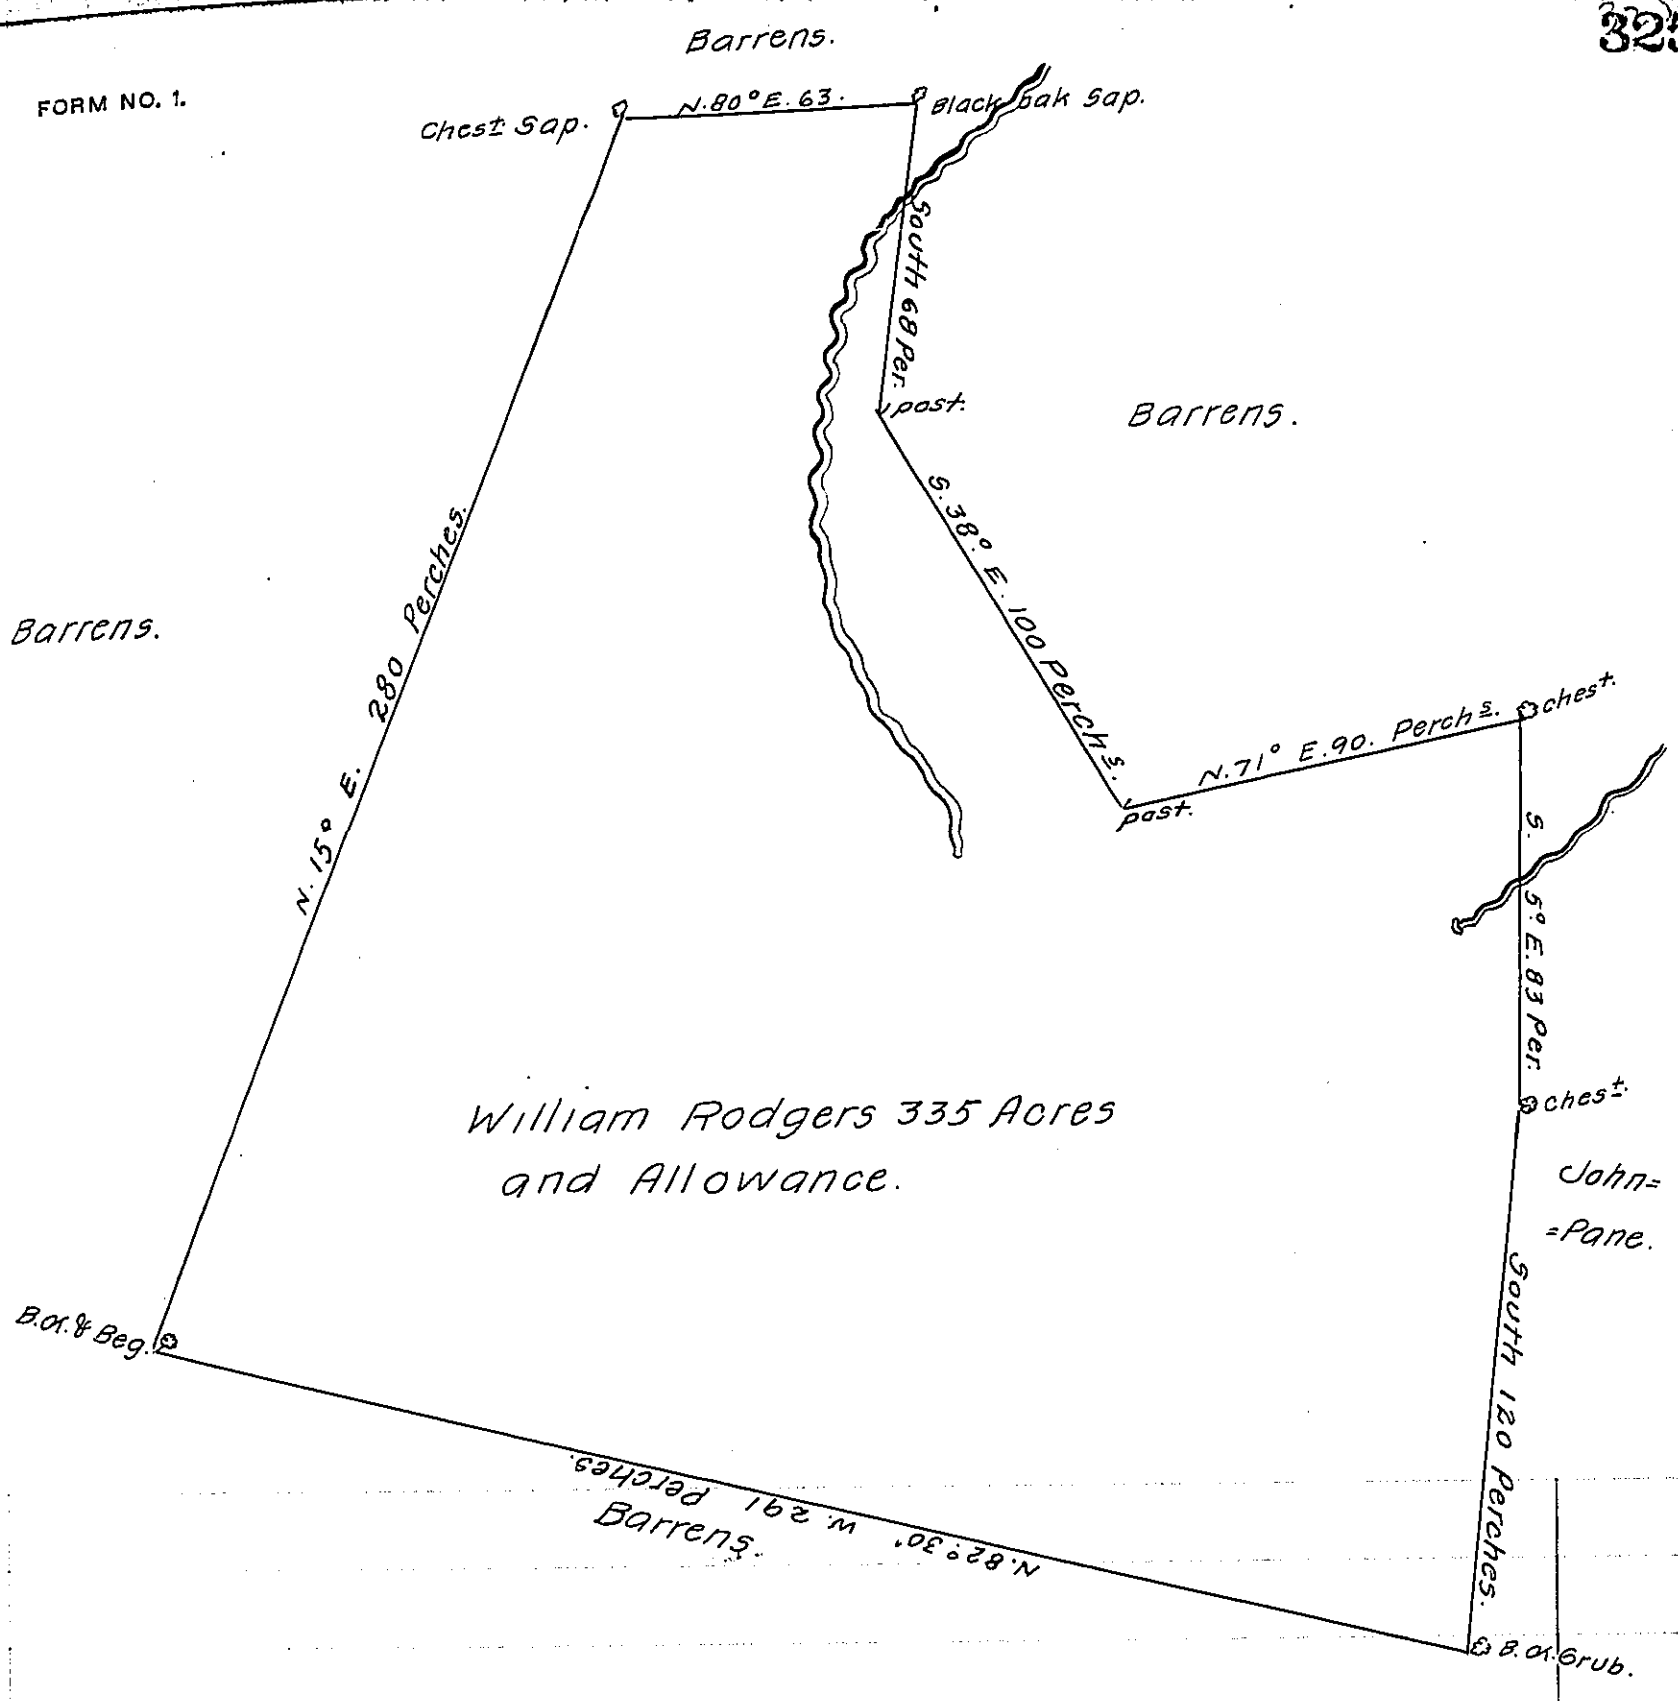 Barrens.
FORM NO. 1.
Chest Sap.
N. 80° E. 63.
Black oak Sap.
South 68 Per.
post.
Barrens.
S. 38° E. 100 Perchs.
Barrens.
N. 15° E. 280 Perches.
N. 71° E. 90. Perchs.
chest.
post.
S. 5° E. 83 Per.
William Rodgers 335 Acres
and Allowance.
chest.
John=
=Pane.
South 120 Perches.
Beg.
N. 82° 30' W. 291 Perches.
Barrens.
Grub.